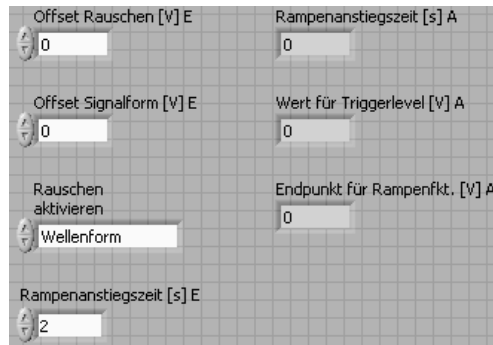 Offset Rauschen [V] E
0
Offset Signalform [V] E
0
Rauschen
aktivieren
Wellenform
Rampenanstiegszeit [s] E
2
Rampenanstiegszeit [s] A
0
Wert für Triggerlevel [V] A
0
Endpunkt für Rampenfkt. [V] A
0